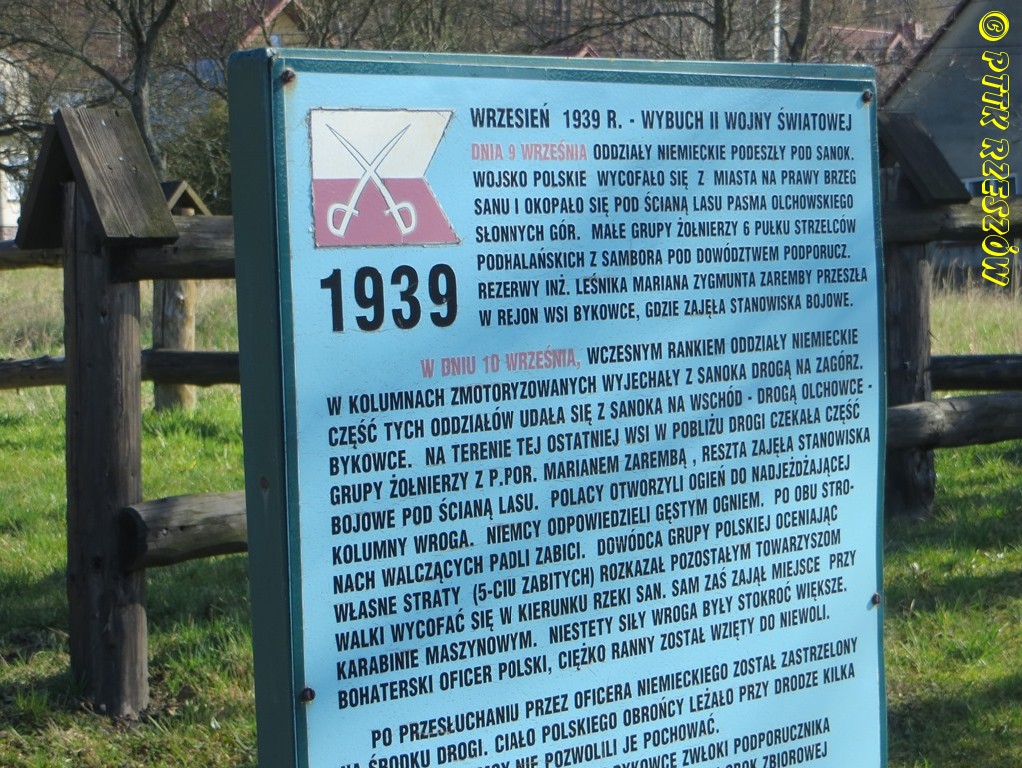 WRZESIEŃ 1939 R. - WYBUCH II WOJNY ŚWIATOWEJ
DNIA 9 WRZEŚNIA ODDZIAŁY NIEMIECKIE PODESZŁY POD SANOK.
WOJSKO POLSKIE WYCOFAŁO SIĘ Z MIASTA NA PRAWY BRZEG
SANU I OKOPAŁO SIĘ POD ŚCIANĄ LASU PASMA OLCHOWSKIEGO
SŁONNYCH GÓR. MAŁE GRUPY ŻOŁNIERZY 6 PUŁKU STRZELCÓW
PODHALAŃSKICH Z SAMBORA POD DOWÓDZTWEM PODPORUCZ.
REZERWY INŻ. LEŚNIKA MARIANA ZYGMUNTA ZAREMBY PRZESZŁA
W REJON WSI BYKOWCE, GDZIE ZAJĘŁA STANOWISKA BOJOWE.
1939
W DNIU 10 WRZEŚNIA, WCZESNYM RANKIEM ODDZIAŁY NIEMIECKIE
W KOLUMNACH ZMOTORYZOWANYCH WYJECHAŁY Z SANOKA DROGĄ NA ZAGÓRZ.
CZĘŚĆ TYCH ODDZIAŁÓW UDAŁA SIĘ Z SANOKA NA WSCHÓD - DROGĄ OLCHOWCE -
BYKOWCE. NA TERENIE TEJ OSTATNIEJ WSI W POBLIŻU DROGI CZEKAŁA CZĘŚĆ
GRUPY ŻOŁNIERZY Z P.POR. MARIANEM ZAREMBĄ , RESZTA ZAJĘŁA STANOWISKA
BOJOWE POD ŚCIANĄ LASU. POLACY OTWORZYLI OGIEŃ DO NADJEŻDŻAJĄCEJ
KOLUMNY WROGA. NIEMCY ODPOWIEDZIELI GĘSTYM OGNIEM. PO OBU STRO-
NACH WALCZĄCYCH PADLI ZABICI. DOWÓDCA GRUPY POLSKIEJ OCENIAJĄC
WŁASNE STRATY (5-CIU ZABITYCH) ROZKAZAŁ POZOSTAŁYM TOWARZYSZOM
WALKI WYCOFAĆ SIĘ W KIERUNKU RZEKI SAN. SAM ZAŚ ZAJĄŁ MIEJSCE PRZY
KARABINIE MASZYNOWYM. NIESTETY SIŁY WROGA BYŁY STOKROĆ WIĘKSZE.
BOHATERSKI OFICER POLSKI, CIĘŻKO RANNY ZOSTAŁ WZIĘTY DO NIEWOLI.
PO PRZESŁUCHANIU PRZEZ OFICERA NIEMIECKIEGO ZOSTAŁ ZASTRZELONY
NA ŚRODKU DROGI. CIAŁO POLSKIEGO OBROŃCY LEŻAŁO PRZY DRODZE KILKA
NIE POZWOLILI JE POCHOWAĆ.
BYKOWCE ZWŁOKI PODPORUCZNIKA
ZBIOROWEJ
© PTTK RZESZÓW